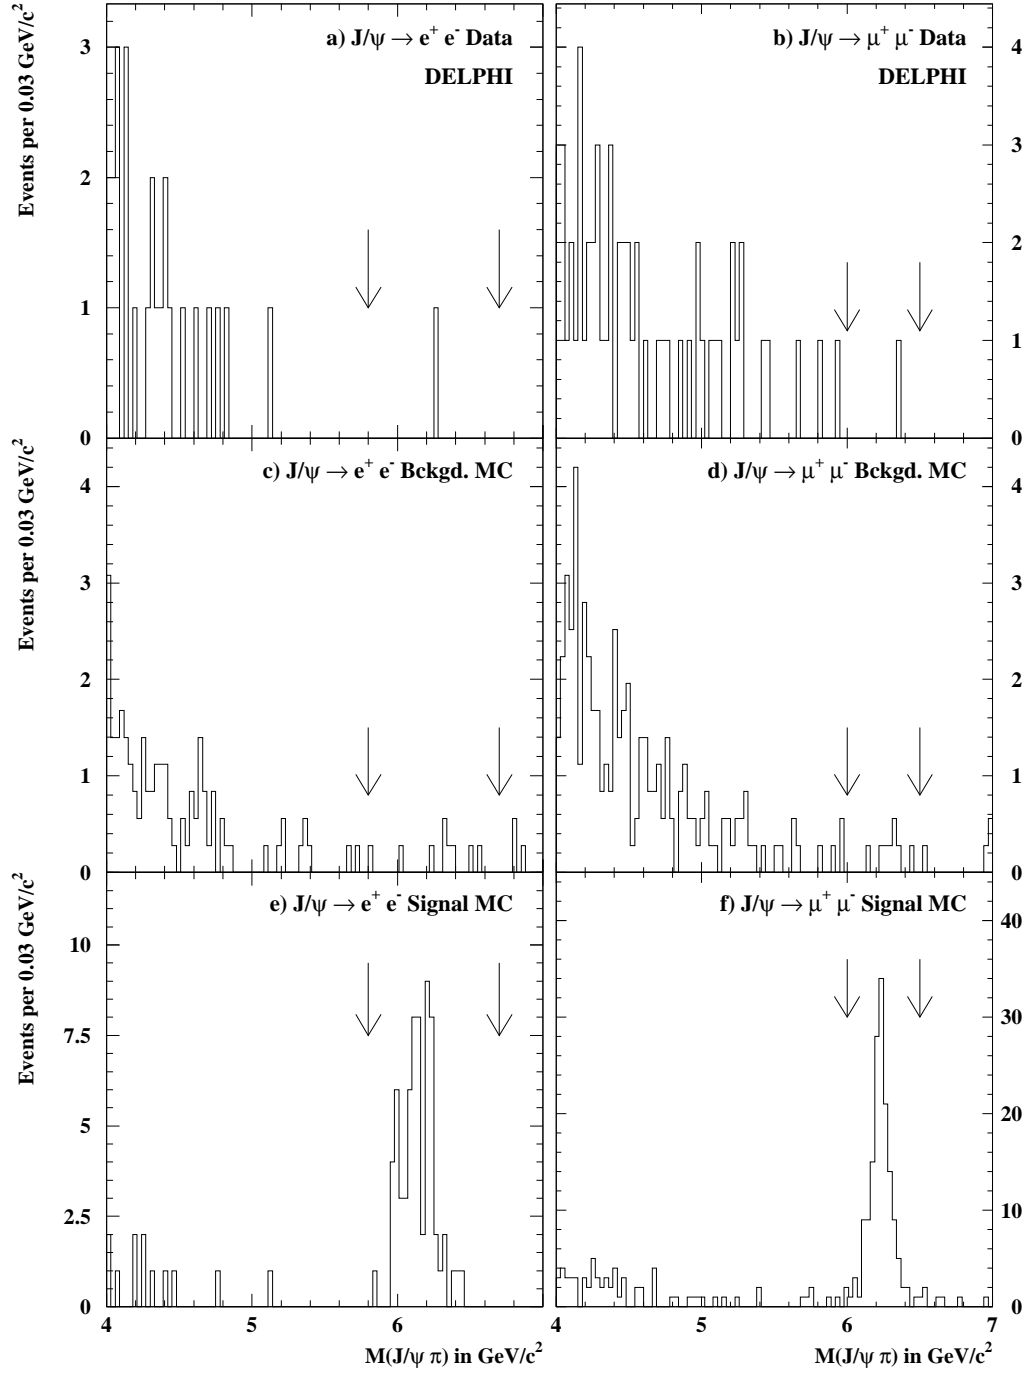 Events per 0.03 GeV/c²
a) J/ψ → e⁺ e⁻ Data
DELPHI
3
2
1
0
b) J/ψ → μ⁺ μ⁻ Data
DELPHI
4
3
2
1
0
Events per 0.03 GeV/c²
c) J/ψ → e⁺ e⁻ Bckgd. MC
4
3
2
1
0
d) J/ψ → μ⁺ μ⁻ Bckgd. MC
4
3
2
1
0
Events per 0.03 GeV/c²
e) J/ψ → e⁺ e⁻ Signal MC
10
7.5
5
2.5
0
4 5 6
M(J/ψ π) in GeV/c²
f) J/ψ → μ⁺ μ⁻ Signal MC
40
30
20
10
0
4 5 6 7
M(J/ψ π) in GeV/c²